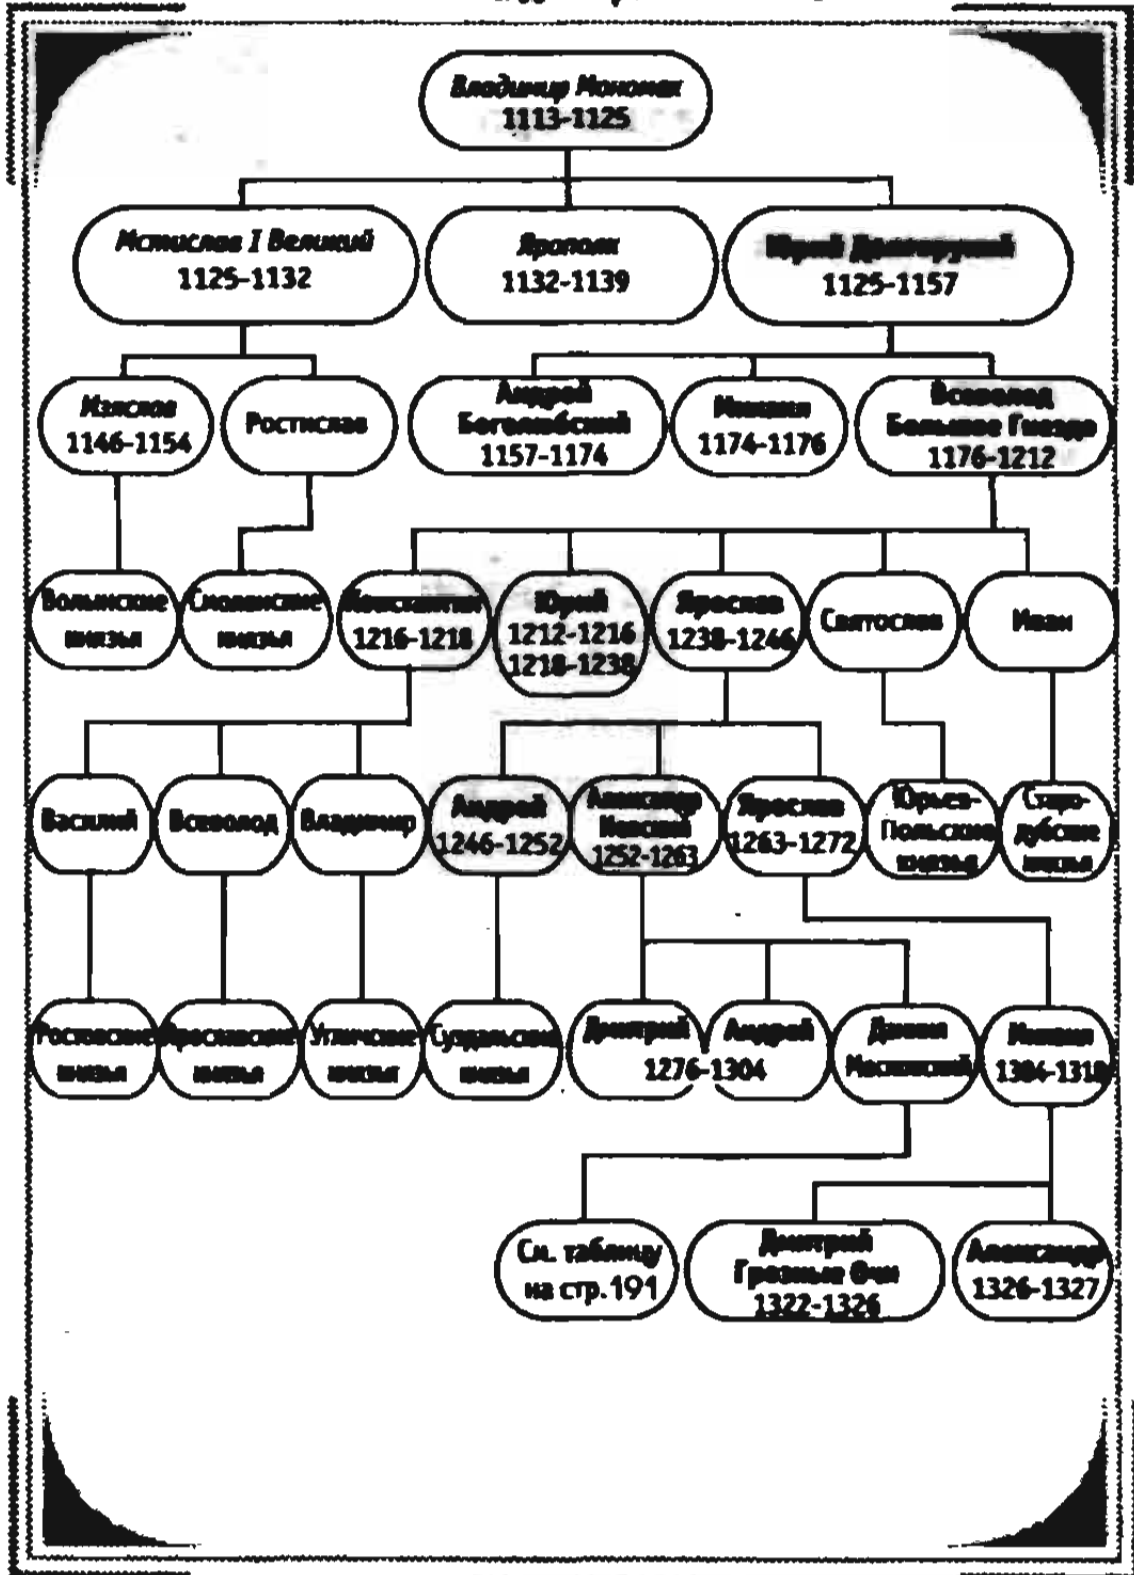 Владимир Мономах
1113-1125
Мстислав I Великий
1125-1132
Ярополк
1132-1139
Юрий Долгорукий
1125-1157
Изяслав
1146-1154
Ростислав
Андрей
Боголюбский
1157-1174
Михаил
1174-1176
Всеволод
Большое Гнездо
1176-1212
Волынские
князья
Смоленские
князья
Константин
1216-1218
Юрий
1212-1216
1218-1238
Ярослав
1238-1246
Святослав
Иван
Василий
Всеволод
Владимир
Андрей
1246-1252
Александр
Невский
1252-1263
Ярослав
1263-1272
Юрьев-
Польские
князья
Старо-
дубские
князья
Ростовские
князья
Ярославские
князья
Угличские
князья
Суздальские
князья
Дмитрий
Андрей
1276-1304
Даниил
Московский
Михаил
1304-1318
См. таблицу
на стр. 191
Дмитрий
Грозные Очи
1322-1326
Александр
1326-1327